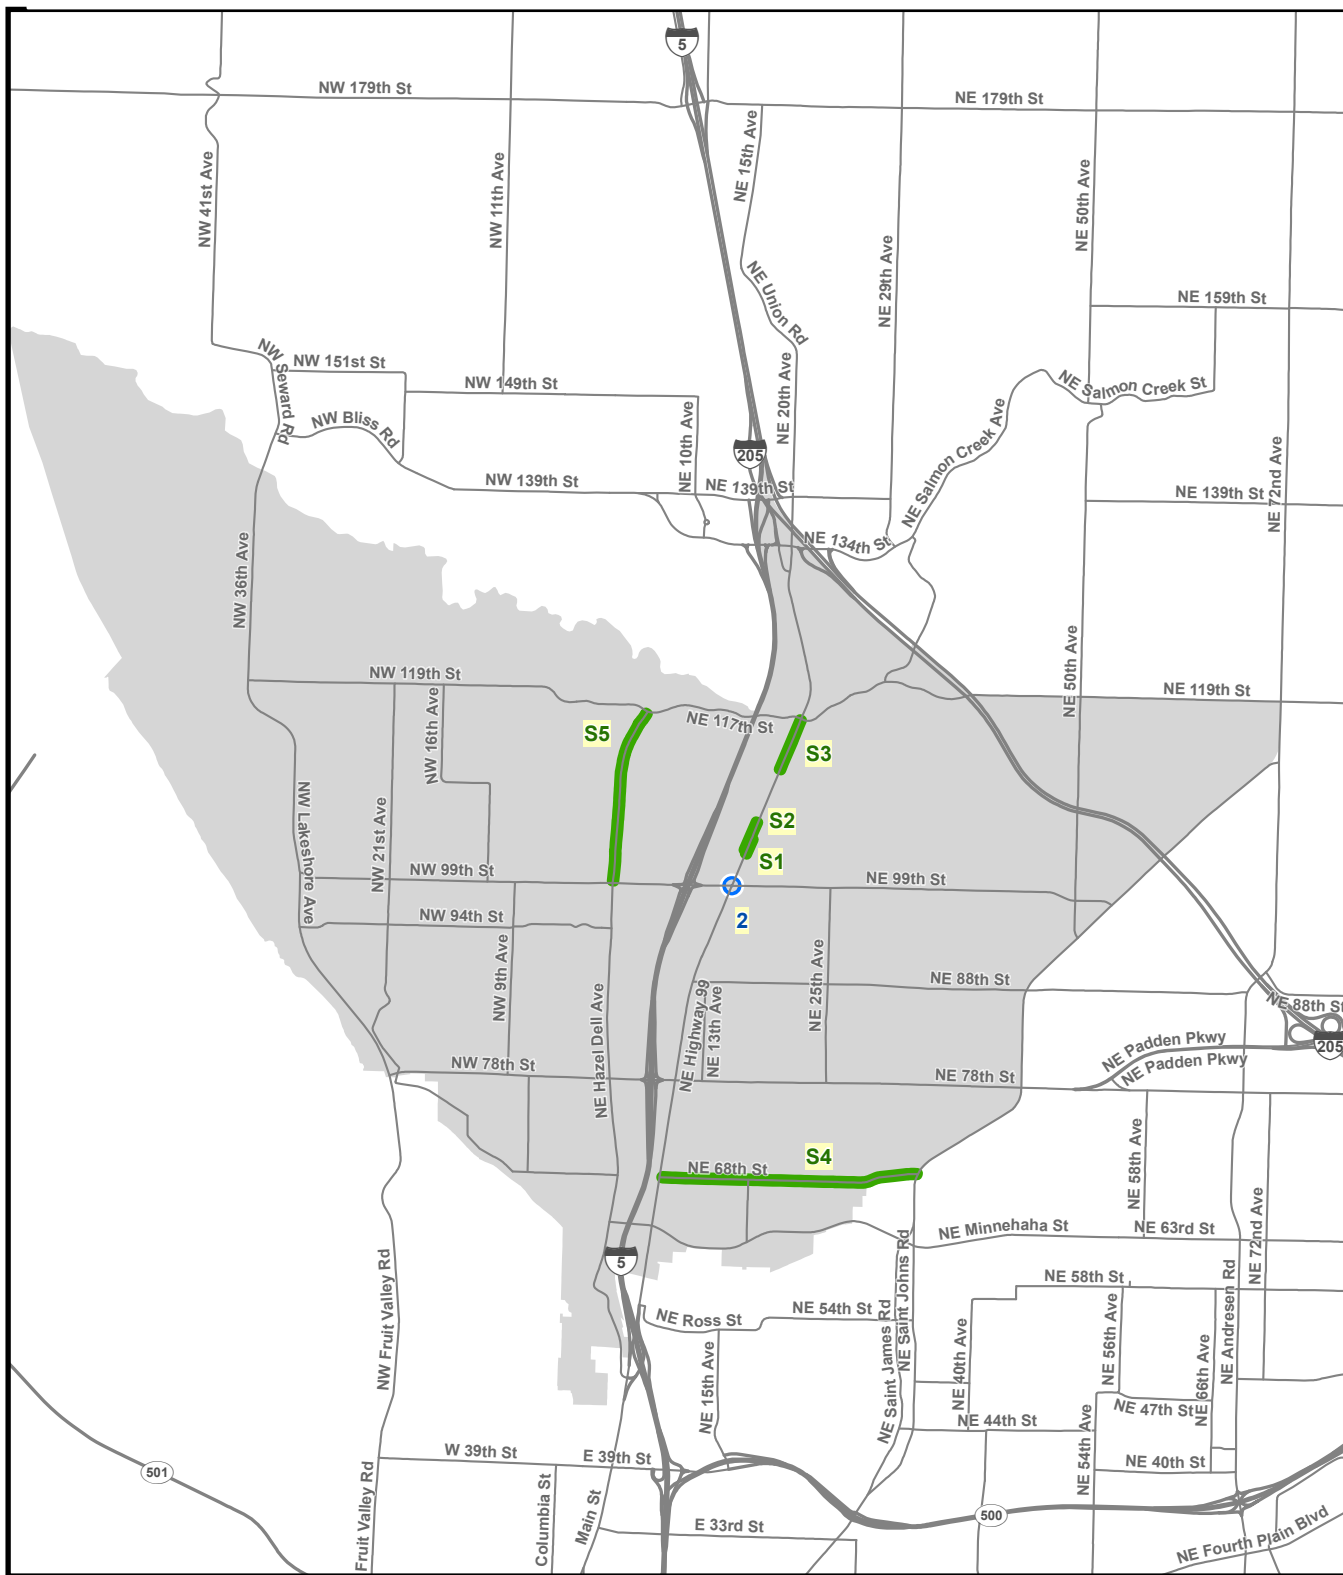 5
NW 179th St
NE 179th St
NE 15th Ave
NW 41st Ave
NW 11th Ave
NE 50th Ave
NE 29th Ave
NE Union Rd
NE 159th St
NW Seward Rd
NW 151st St
NW 149th St
NE 20th Ave
NE Salmon Creek St
NW Bliss Rd
NE 10th Ave
NE Salmon Creek Ave
205
NE 72nd Ave
NW 139th St
NE 139th St
NE 139th St
NE 134th St
NW 36th Ave
NE 50th Ave
NW 119th St
NE 119th St
NW 16th Ave
NE 117th St
S5
S3
NW Lakeshore Ave
NW 21st Ave
S2
S1
NW 99th St
NE 99th St
NW 94th St
2
NW 9th Ave
NE 25th Ave
NE 88th St
NE Highway 99
NE 13th Ave
NE Hazel Dell Ave
NE 88th St
205
NE Padden Pkwy
NE Padden Pkwy
NW 78th St
NE 78th St
NE 58th Ave
S4
NE 68th St
NE Minnehaha St
NE 63rd St
NE 72nd Ave
NE Saint Johns Rd
5
NE 58th St
NW Fruit Valley Rd
NE Ross St
NE 54th St
NE Saint James Rd
NE 40th Ave
NE 56th Ave
NE Andresen Rd
NE 15th Ave
NE 66th Ave
NE 47th St
NE 44th St
NE 54th Ave
W 39th St
E 39th St
NE 40th St
501
Fruit Valley Rd
Columbia St
Main St
E 33rd St
500
NE Fourth Plain Blvd